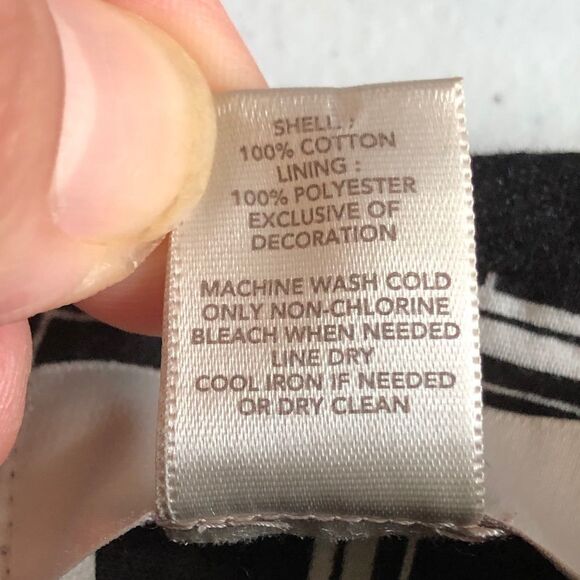 SHELL :
100% COTTON
LINING :
100% POLYESTER
EXCLUSIVE OF
DECORATION
MACHINE WASH COLD
ONLY NON-CHLORINE
BLEACH WHEN NEEDED
LINE DRY
COOL IRON IF NEEDED
OR DRY CLEAN